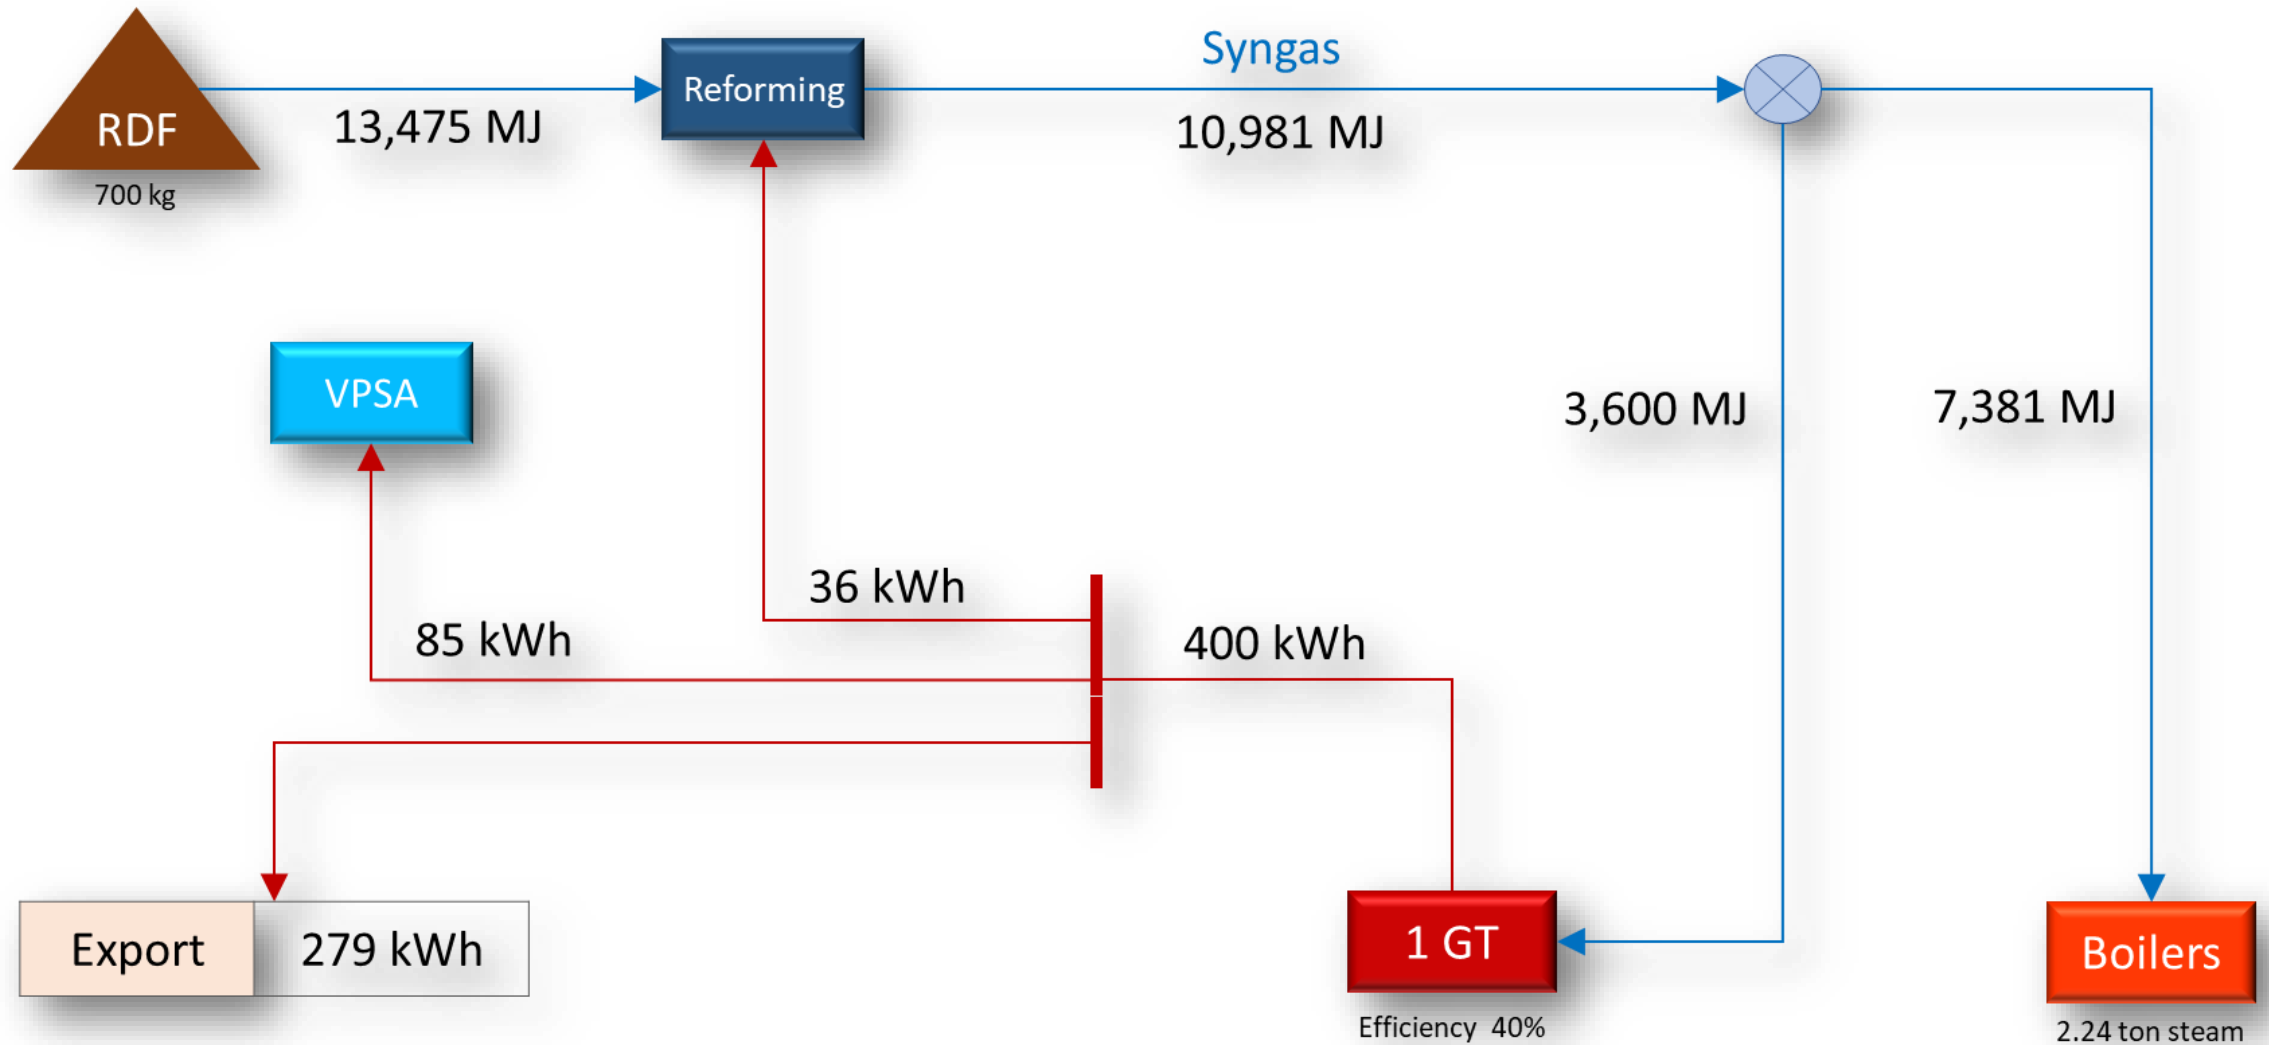 Syngas
RDF
13,475 MJ
Reforming
10,981 MJ
700 kg
VPSA
3,600 MJ
7,381 MJ
36 kWh
85 kWh
400 kWh
Export
279 kWh
1 GT
Boilers
Efficiency 40%
2.24 ton steam